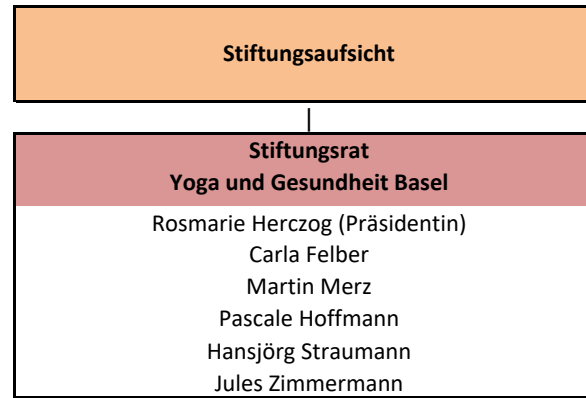 Stiftungsaufsicht
Stiftungsrat
Yoga und Gesundheit Basel
Rosmarie Herczog (Präsidentin)
Carla Felber
Martin Merz
Pascale Hoffmann
Hansjörg Straumann
Jules Zimmermann